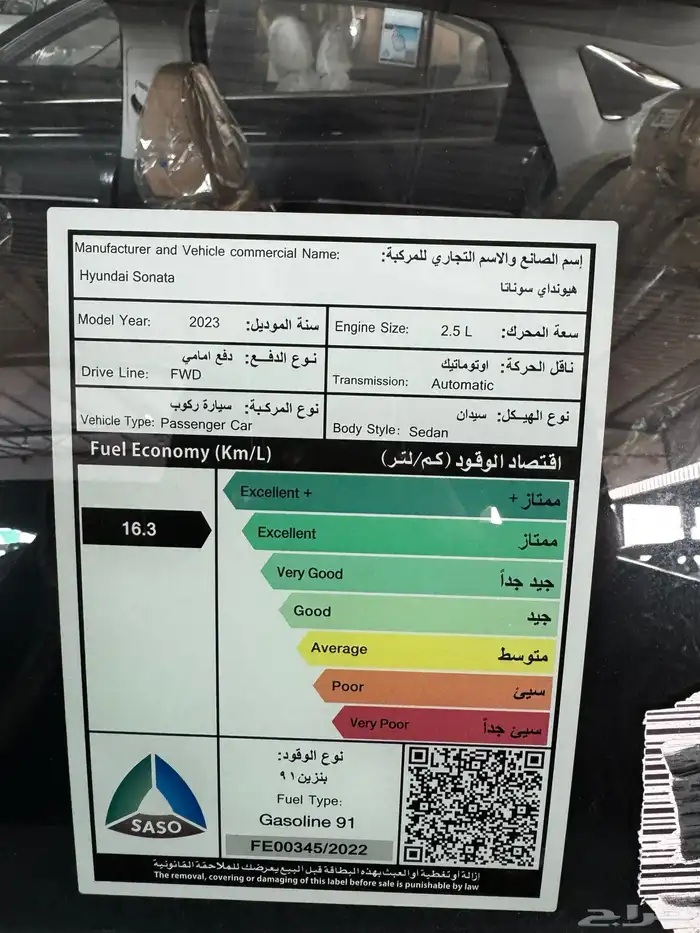 Manufacturer and Vehicle commercial Name:
إسم الصانع والاسم التجاري للمركبة:
Hyundai Sonata
هيونداي سوناتا
Model Year: 2023 سنة الموديل:
Engine Size: 2.5 L سعة المحرك:
نوع الدفع: دفع امامي
Drive Line: FWD
ناقل الحركة: اوتوماتيك
Transmission: Automatic
نوع المركبة: سيارة ركوب
Vehicle Type: Passenger Car
نوع الهيكل: سيدان
Body Style: Sedan
Fuel Economy (Km/L)
اقتصاد الوقود (كم/لتر)
16.3
Excellent + ممتاز +
Excellent ممتاز
Very Good جيد جداً
Good جيد
Average متوسط
Poor سيئ
Very Poor سيئ جداً
SASO
نوع الوقود:
بنزين ٩١
Fuel Type:
Gasoline 91
FE00345/2022
إزالة أو تغطية أو العبث بهذه البطاقة قبل البيع يعرضك للملاحقة القانونية
The removal, covering or damaging of this label before sale is punishable by law
حراج